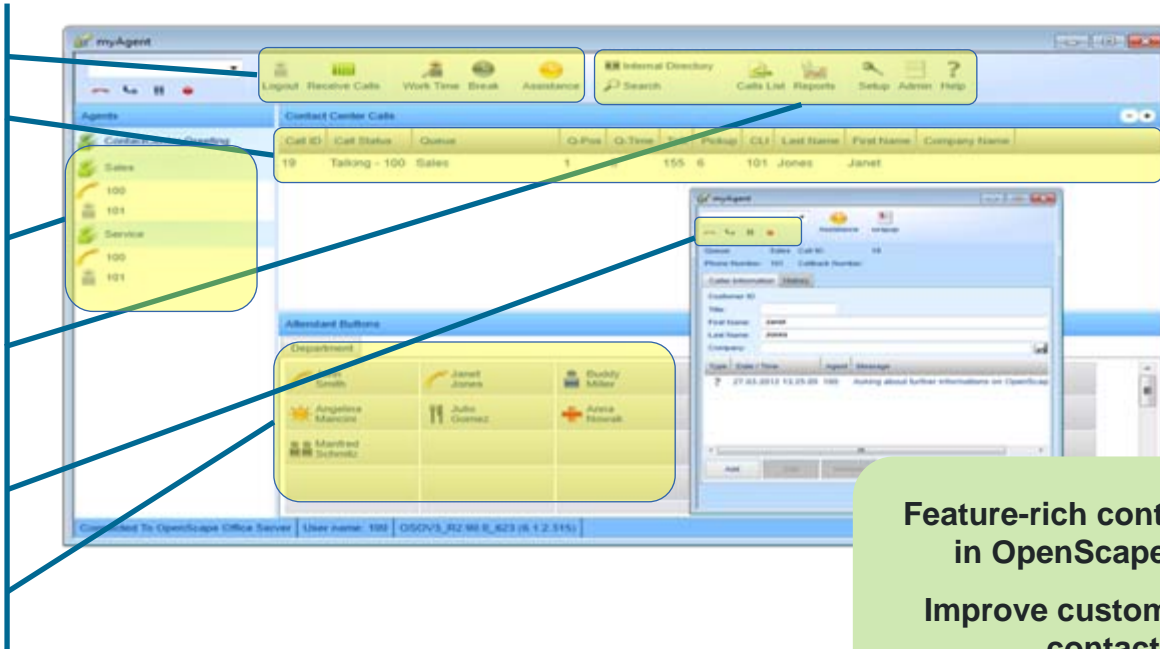 myAgent
Internal Directory
Search
Logout Receive Calls Work Time Break Assistance Calls List Reports Setup Admin Help
Agents
Contact Center Calls
Call ID Call Status Queue Q-Pos Q-Time Pickup CLI Last Name First Name Company Name
19 Talking - 100 Sales 1 155 6 101 Jones Janet
Sales
100
101
Service
100
101
myAgent
Assistance
Queue: Sales Call ID: 19
Phone Number: 101 Callback Number:
Caller Information History
Customer ID
Title:
First Name: Janet
Last Name: Jones
Company:
Type Date / Time Agent Message
? 27.03.2012 13:25:05 100 Asking about further informations on OpenScap
Add
Attendant Buttons
Department
Smith
Janet Jones
Buddy Miller
Angelina Mancini
Julio Gomez
Anna Nowak
Manfred Schmitz
Connected To OpenScape Office Server User name: 100
Feature-rich cont
in OpenScape
Improve custom
contact